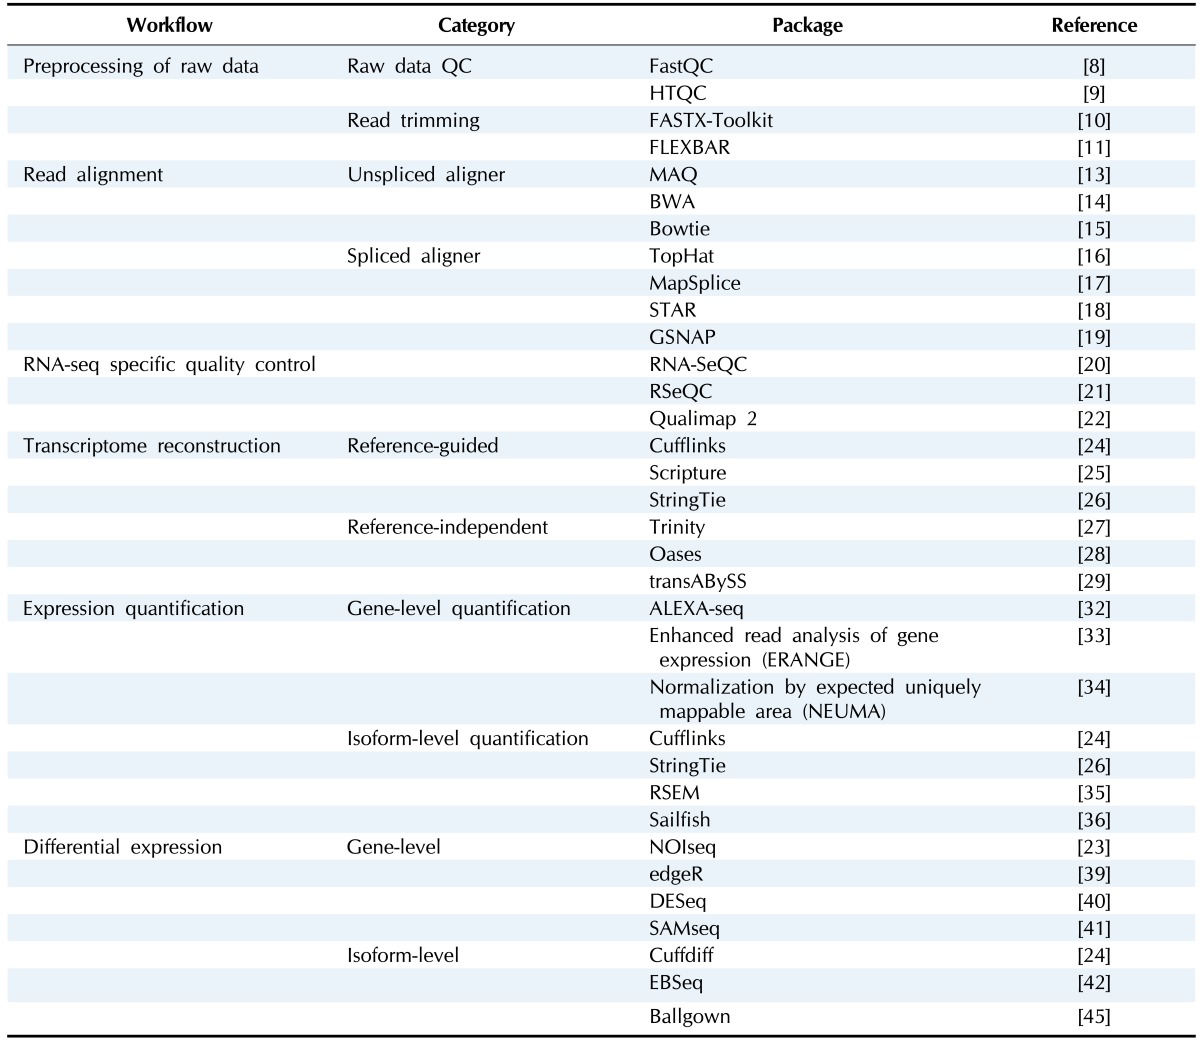 Workflow Category Package Reference
Preprocessing of raw data Raw data QC FastQC [8]
HTQC [9]
Read trimming FASTX-Toolkit [10]
FLEXBAR [11]
Read alignment Unspliced aligner MAQ [13]
BWA [14]
Bowtie [15]
Spliced aligner TopHat [16]
MapSplice [17]
STAR [18]
GSNAP [19]
RNA-seq specific quality control RNA-SeQC [20]
RSeQC [21]
Qualimap 2 [22]
Transcriptome reconstruction Reference-guided Cufflinks [24]
Scripture [25]
StringTie [26]
Reference-independent Trinity [27]
Oases [28]
transABySS [29]
Expression quantification Gene-level quantification ALEXA-seq [32]
Enhanced read analysis of gene [33]
expression (ERANGE)
Normalization by expected uniquely [34]
mappable area (NEUMA)
Isoform-level quantification Cufflinks [24]
StringTie [26]
RSEM [35]
Sailfish [36]
Differential expression Gene-level NOIseq [23]
edgeR [39]
DESeq [40]
SAMseq [41]
Isoform-level Cuffdiff [24]
EBSeq [42]
Ballgown [45]